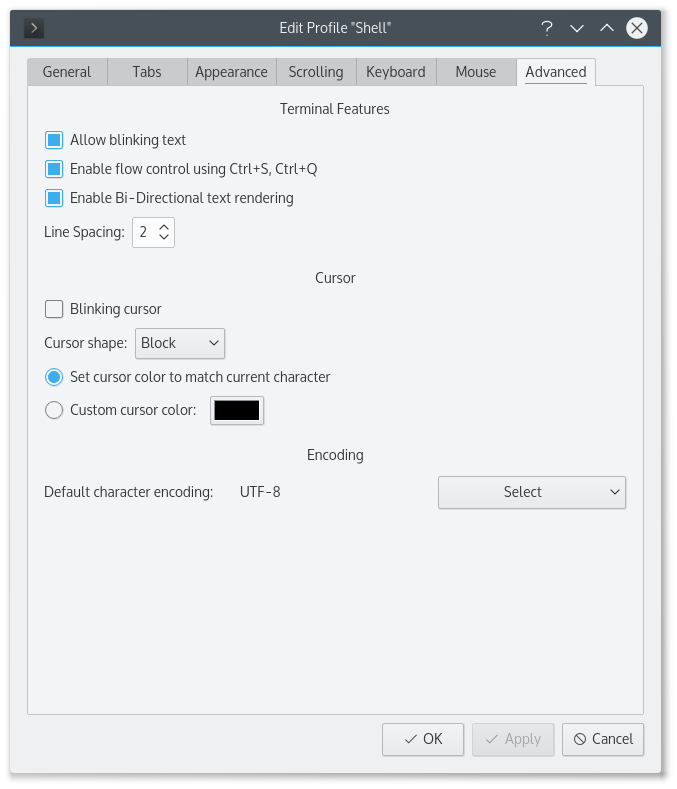 Edit Profile "Shell"
General Tabs Appearance Scrolling Keyboard Mouse Advanced
Terminal Features
Allow blinking text
Enable flow control using Ctrl+S, Ctrl+Q
Enable Bi-Directional text rendering
Line Spacing: 2
Cursor
Blinking cursor
Cursor shape: Block
Set cursor color to match current character
Custom cursor color:
Encoding
Default character encoding: UTF-8 Select
OK Apply Cancel